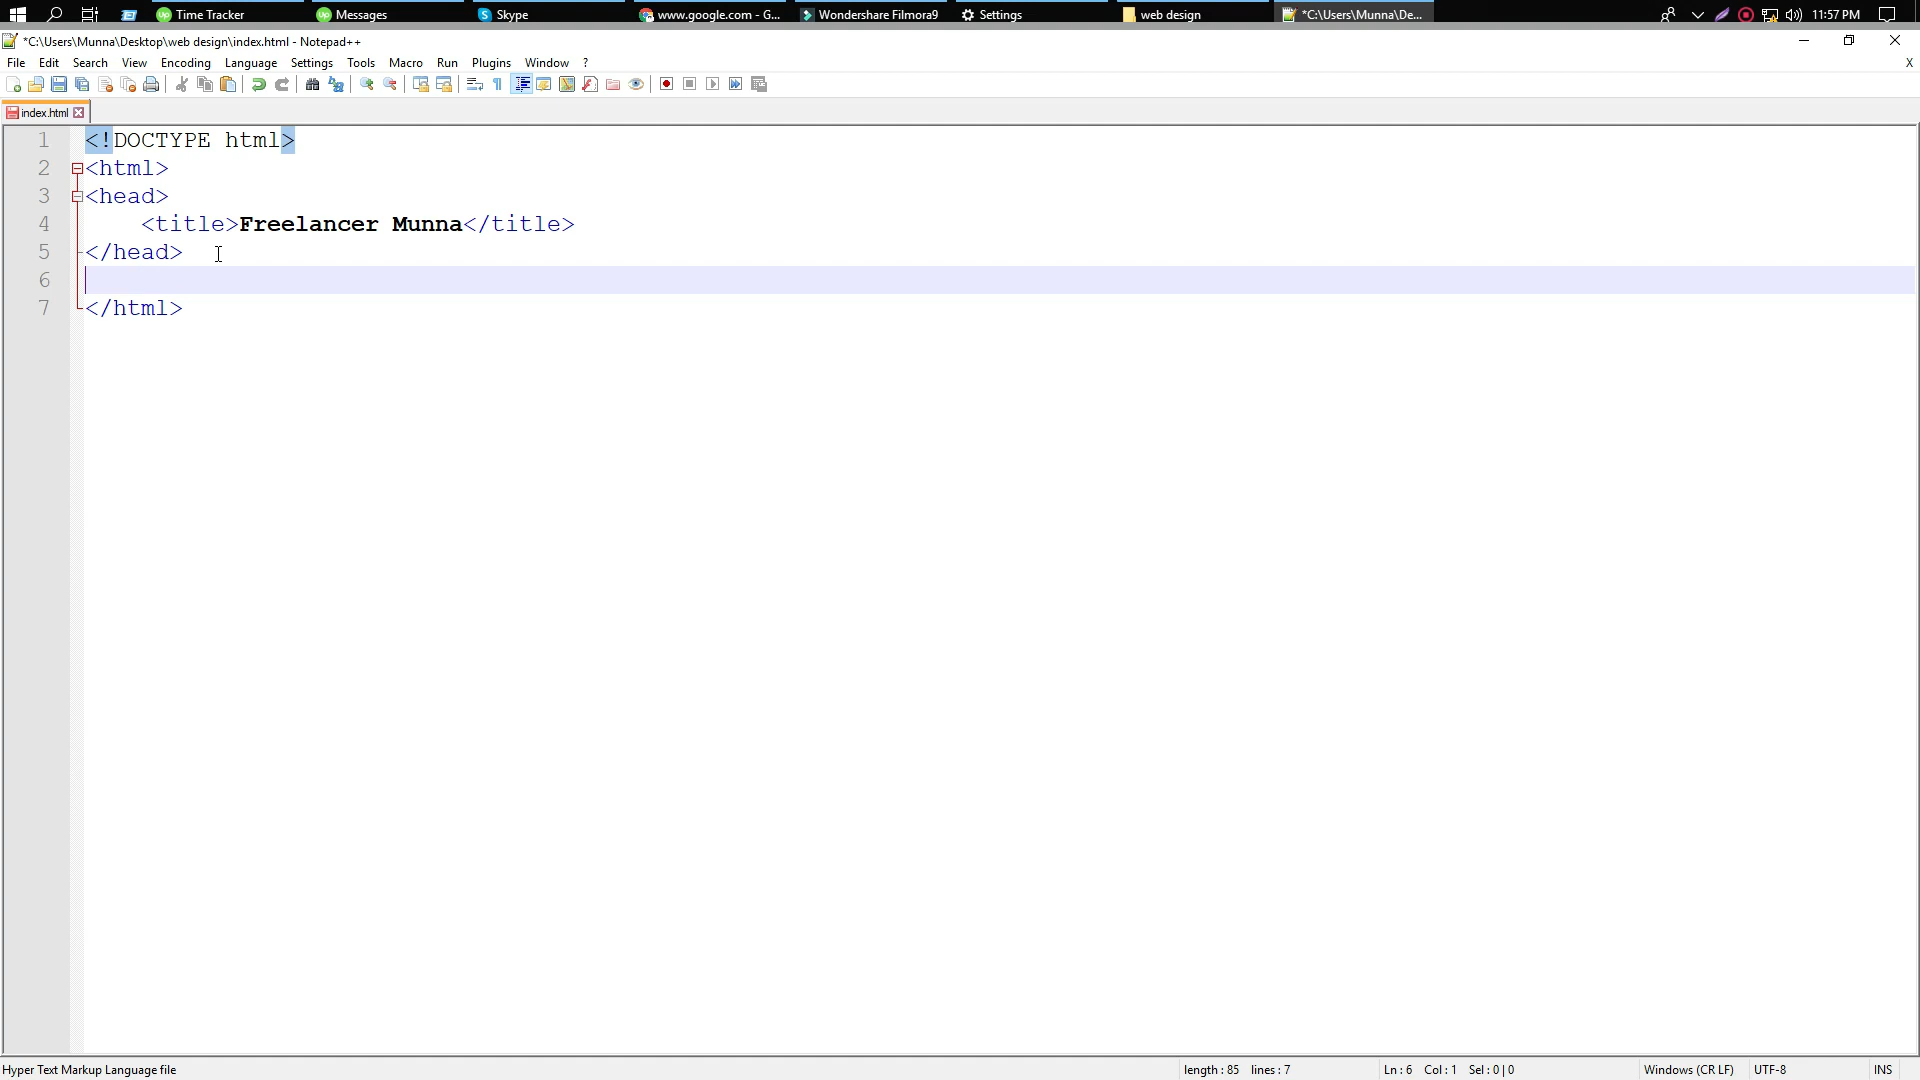 Time Tracker
Messages
Skype
www.google.com - G...
Wondershare Filmora9
Settings
web design
*C:\Users\Munna\De...
11:57 PM
*C:\Users\Munna\Desktop\web design\index.html - Notepad++
File Edit Search View Encoding Language Settings Tools Macro Run Plugins Window ?
X
index.html
1 <!DOCTYPE html>
2 <html>
3 <head>
4 <title>Freelancer Munna</title>
5 </head>
6
7 </html>
Hyper Text Markup Language file
length : 85 lines : 7
Ln : 6 Col : 1 Sel : 0 | 0
Windows (CR LF)
UTF-8
INS